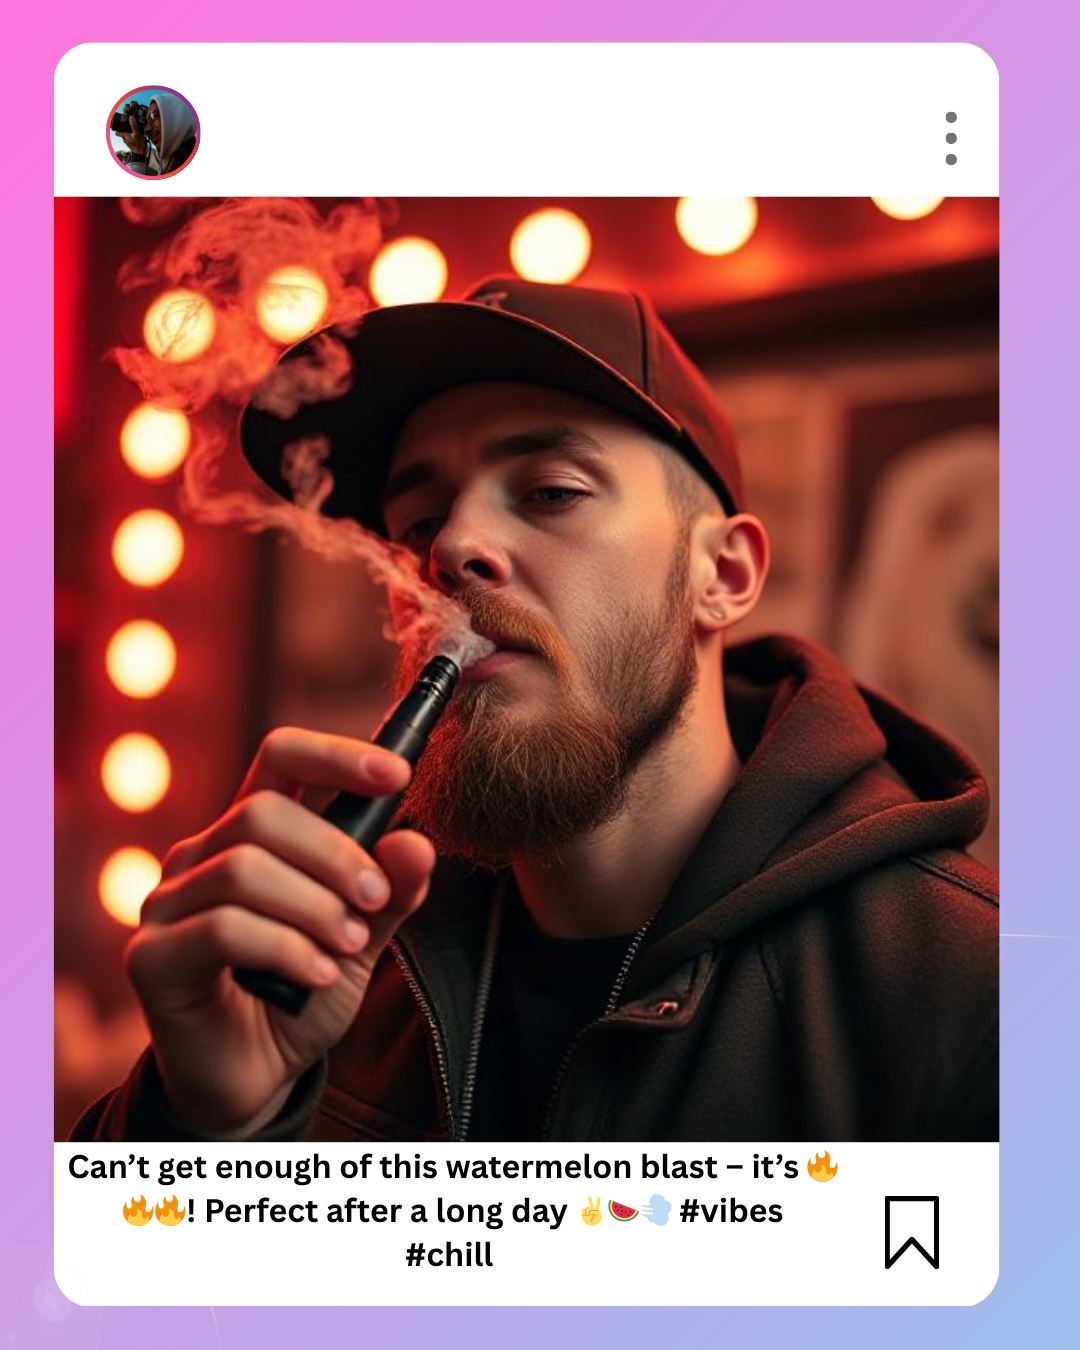 Can’t get enough of this watermelon blast – it’s 🔥
🔥🔥! Perfect after a long day ✌️🍉💨 #vibes
#chill